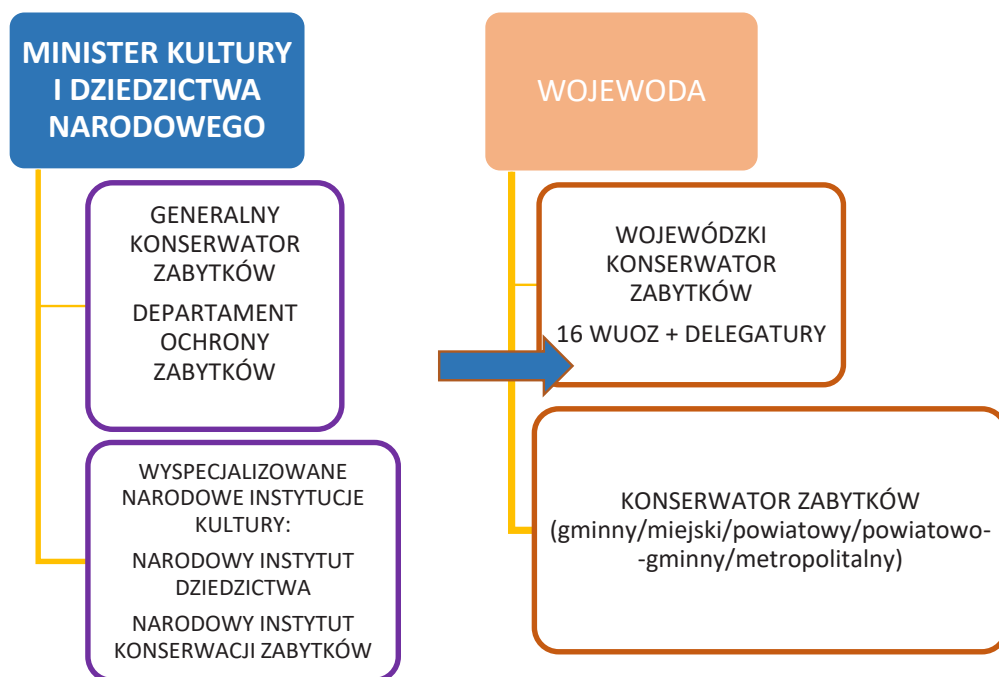 MINISTER KULTURY
I DZIEDZICTWA
NARODOWEGO
GENERALNY
KONSERWATOR
ZABYTKÓW
DEPARTAMENT
OCHRONY
ZABYTKÓW
WYSPECJALIZOWANE
NARODOWE INSTYTUCJE
KULTURY:
NARODOWY INSTYTUT
DZIEDZICTWA
NARODOWY INSTYTUT
KONSERWACJI ZABYTKÓW
WOJEWODA
WOJEWÓDZKI
KONSERWATOR
ZABYTKÓW
16 WUOZ + DELEGATURY
KONSERWATOR ZABYTKÓW
(gminny/miejski/powiatowy/powiatowo-
-gminny/metropolitalny)